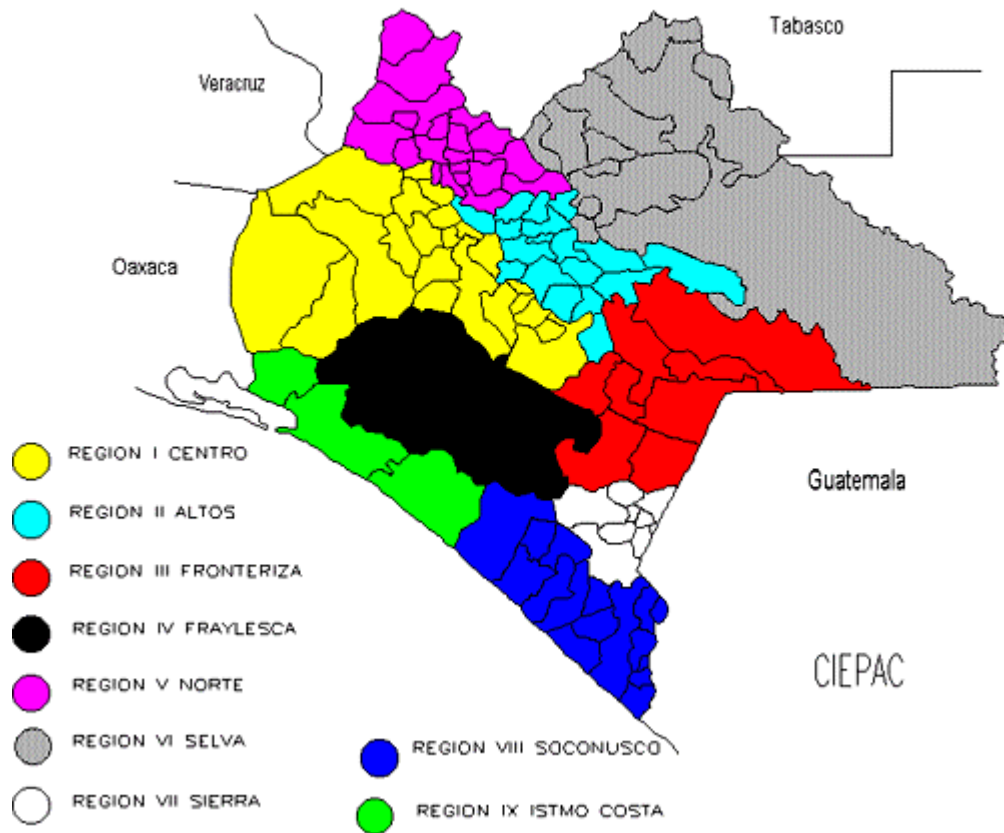 Tabasco
Veracruz
Oaxaca
Guatemala
REGION I CENTRO
REGION II ALTOS
REGION III FRONTERIZA
REGION IV FRAYLESCA
REGION V NORTE
REGION VI SELVA
REGION VII SIERRA
REGION VIII SOCONUSCO
REGION IX ISTMO COSTA
CIEPAC